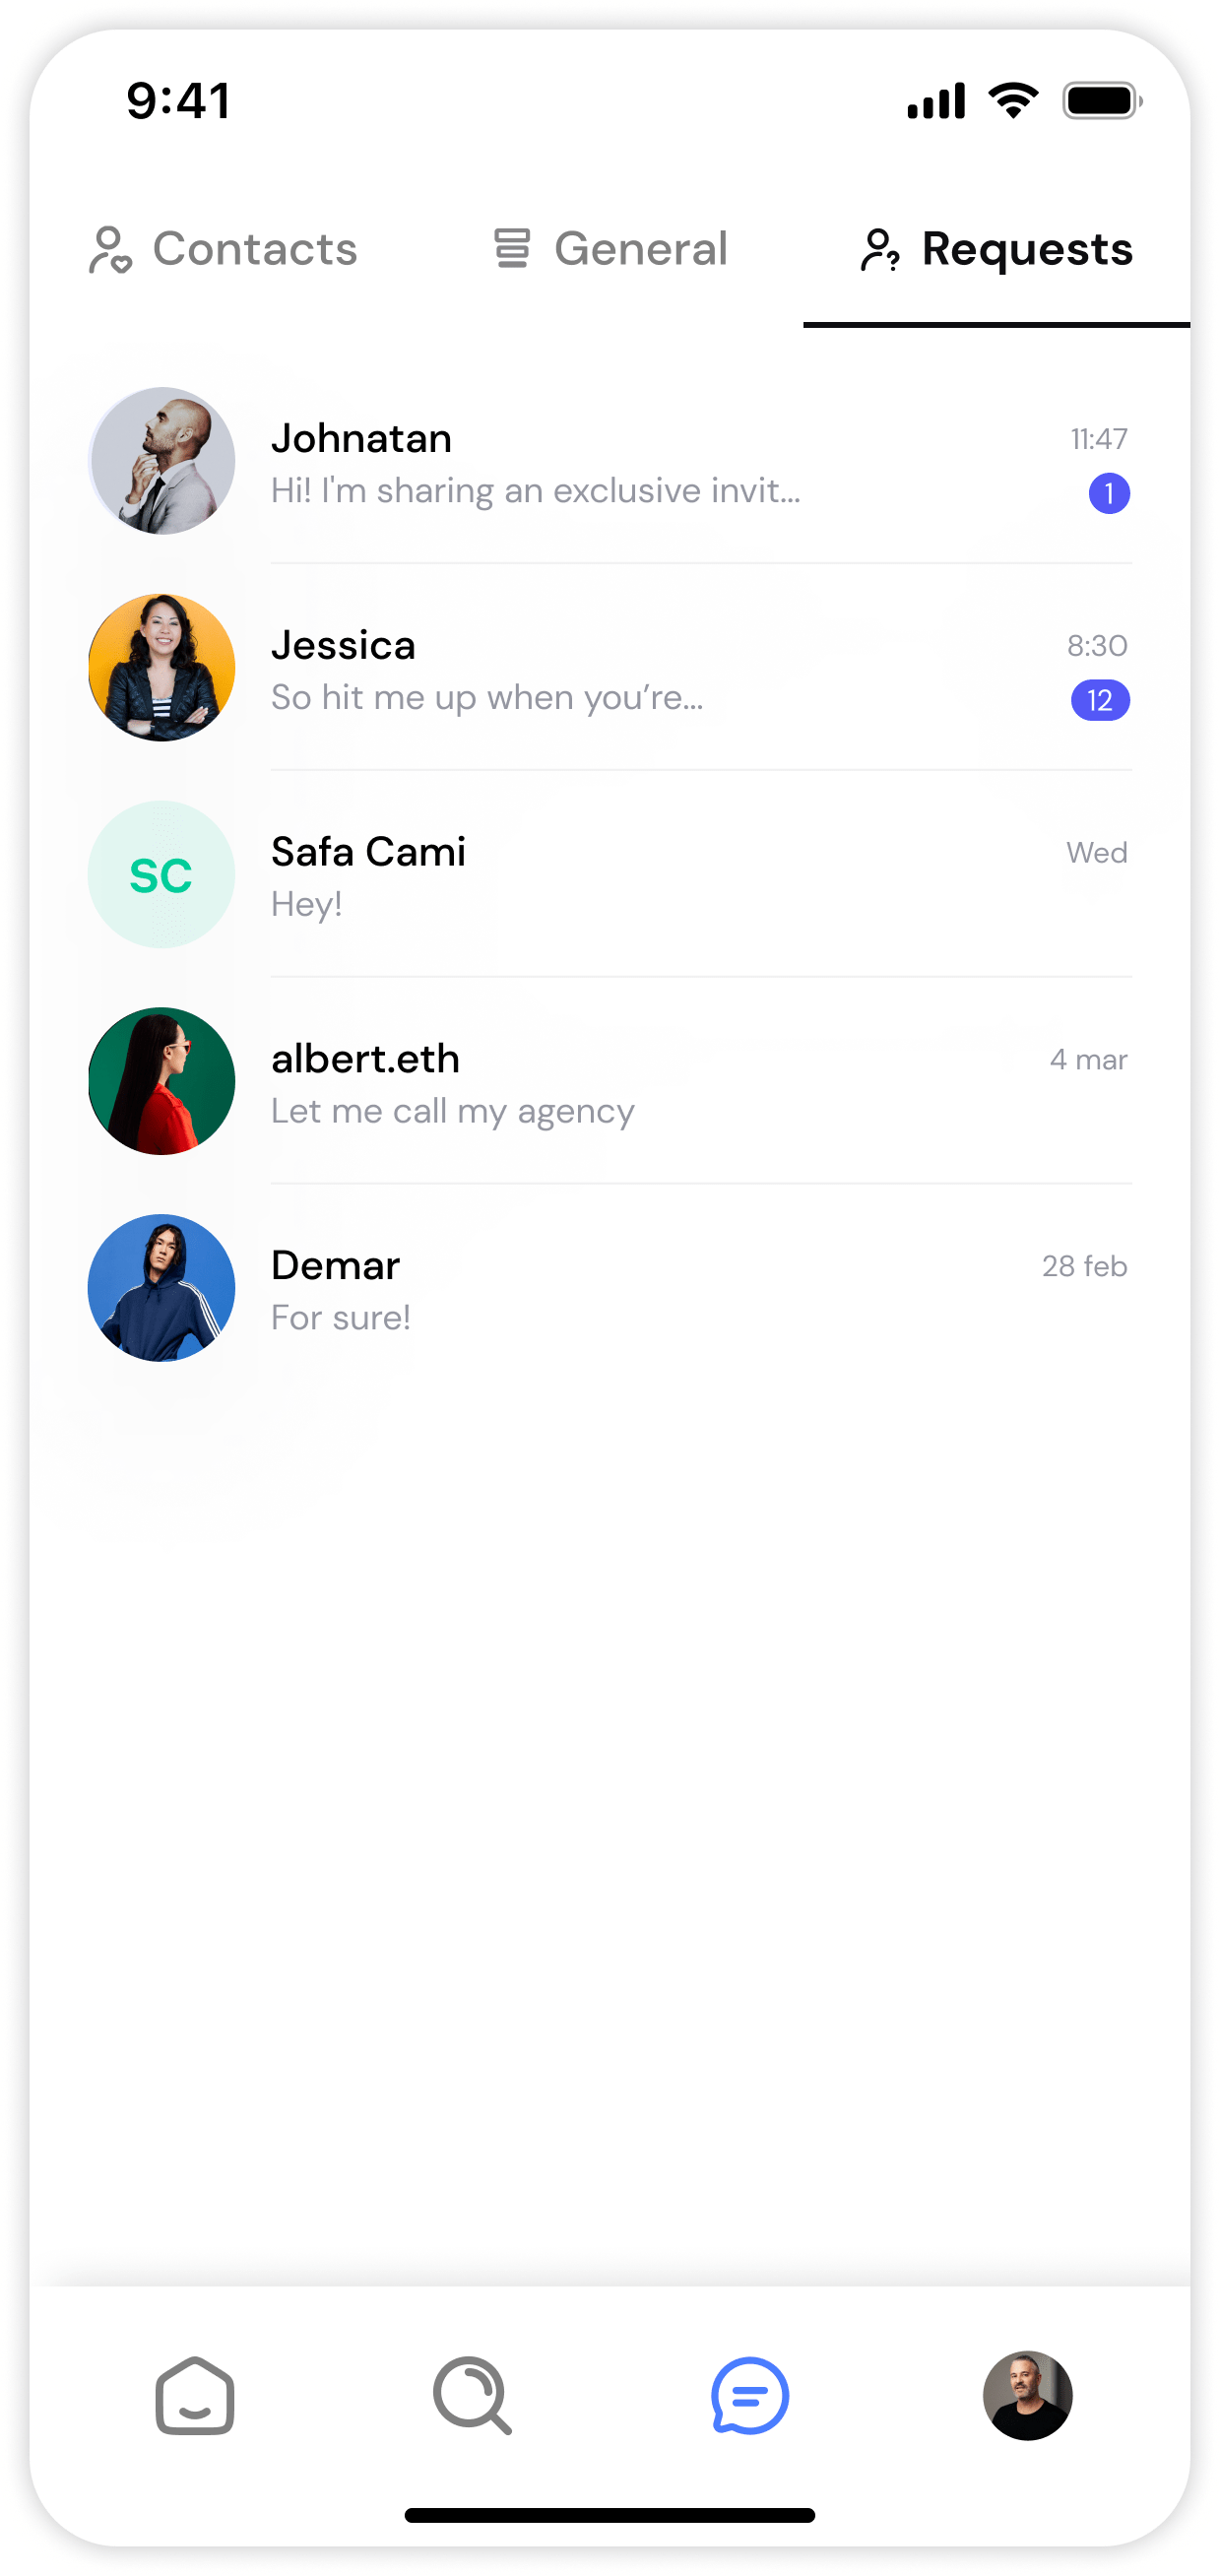 9:41
Contacts
General
Requests
Johnatan
11:47
Hi! I'm sharing an exclusive invit...
1
Jessica
8:30
So hit me up when you’re...
12
SC
Safa Cami
Wed
Hey!
albert.eth
4 mar
Let me call my agency
Demar
28 feb
For sure!